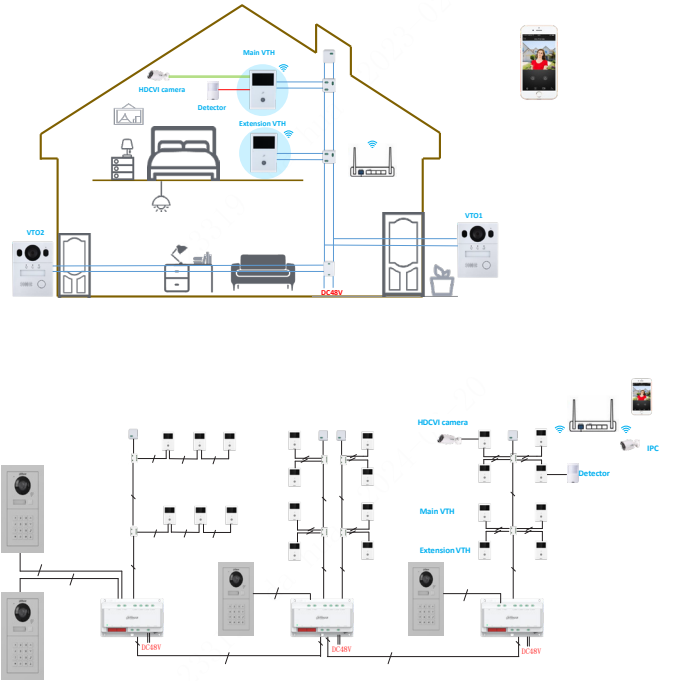 Main VTH
HDCVI camera
Detector
Extension VTH
VTO2
VTO1
DC48V
HDCVI camera
IPC
Detector
Main VTH
Extension VTH
DC48V
DC48V
DC48V